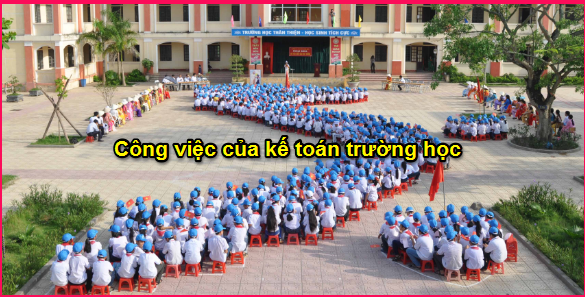 TRƯỜNG HỌC THÂN THIỆN - HỌC SINH TÍCH CỰC
Công việc của kế toán trường học